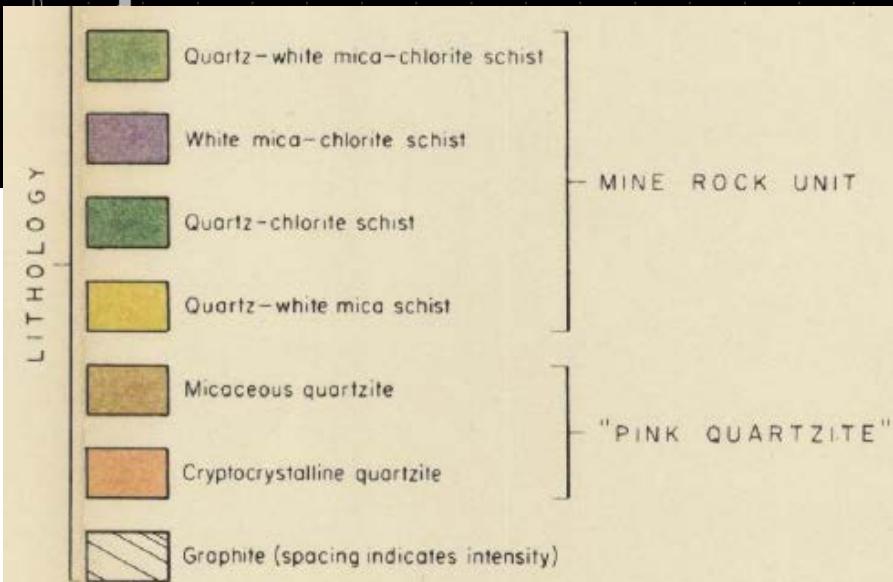 LITHOLOGY
Quartz-white mica-chlorite schist
White mica-chlorite schist
Quartz-chlorite schist
Quartz-white mica schist
MINE ROCK UNIT
Micaceous quartzite
Cryptocrystalline quartzite
"PINK QUARTZITE"
Graphite (spacing indicates intensity)